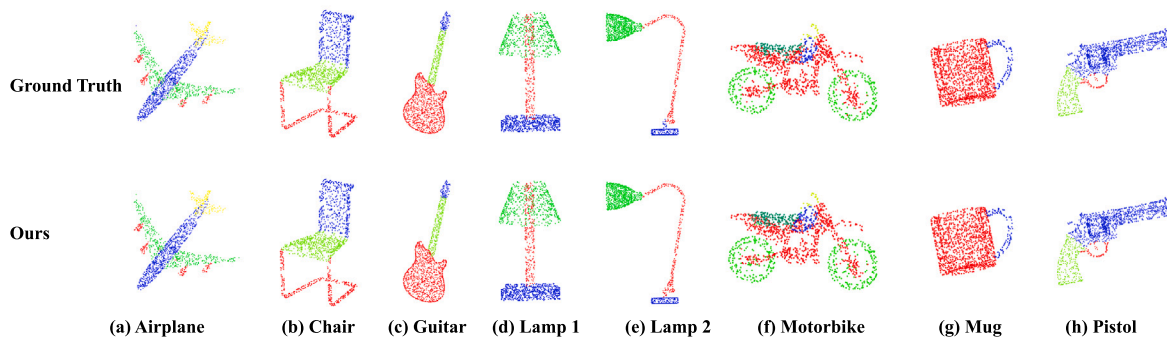 Ground Truth
Ours
(a) Airplane (b) Chair (c) Guitar (d) Lamp 1 (e) Lamp 2 (f) Motorbike (g) Mug (h) Pistol